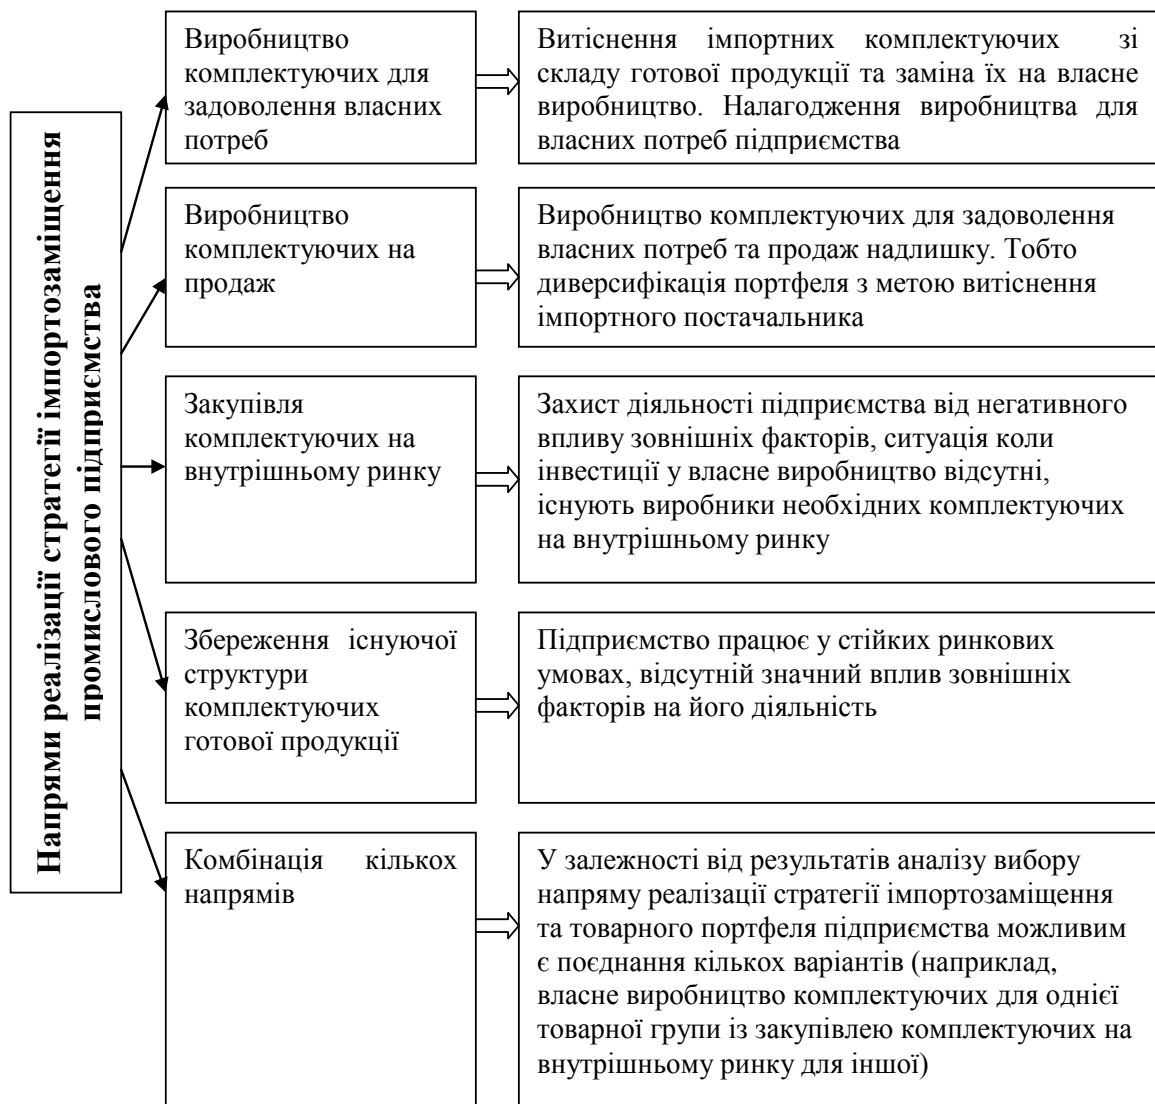 Напрями реалізації стратегії імпортозаміщення
промислового підприємства
Виробництво
комплектуючих для
задоволення власних
потреб
Витіснення імпортних комплектуючих зі
складу готової продукції та заміна їх на власне
виробництво. Налагодження виробництва для
власних потреб підприємства
Виробництво
комплектуючих на
продаж
Виробництво комплектуючих для задоволення
власних потреб та продаж надлишку. Тобто
диверсифікація портфеля з метою витіснення
імпортного постачальника
Закупівля
комплектуючих на
внутрішньому ринку
Захист діяльності підприємства від негативного
впливу зовнішніх факторів, ситуація коли
інвестиції у власне виробництво відсутні,
існують виробники необхідних комплектуючих
на внутрішньому ринку
Збереження існуючої
структури
комплектуючих
готової продукції
Підприємство працює у стійких ринкових
умовах, відсутній значний вплив зовнішніх
факторів на його діяльність
Комбінація кількох
напрямів
У залежності від результатів аналізу вибору
напряму реалізації стратегії імпортозаміщення
та товарного портфеля підприємства можливим
є поєднання кількох варіантів (наприклад,
власне виробництво комплектуючих для однієї
товарної групи із закупівлею комплектуючих на
внутрішньому ринку для іншої)